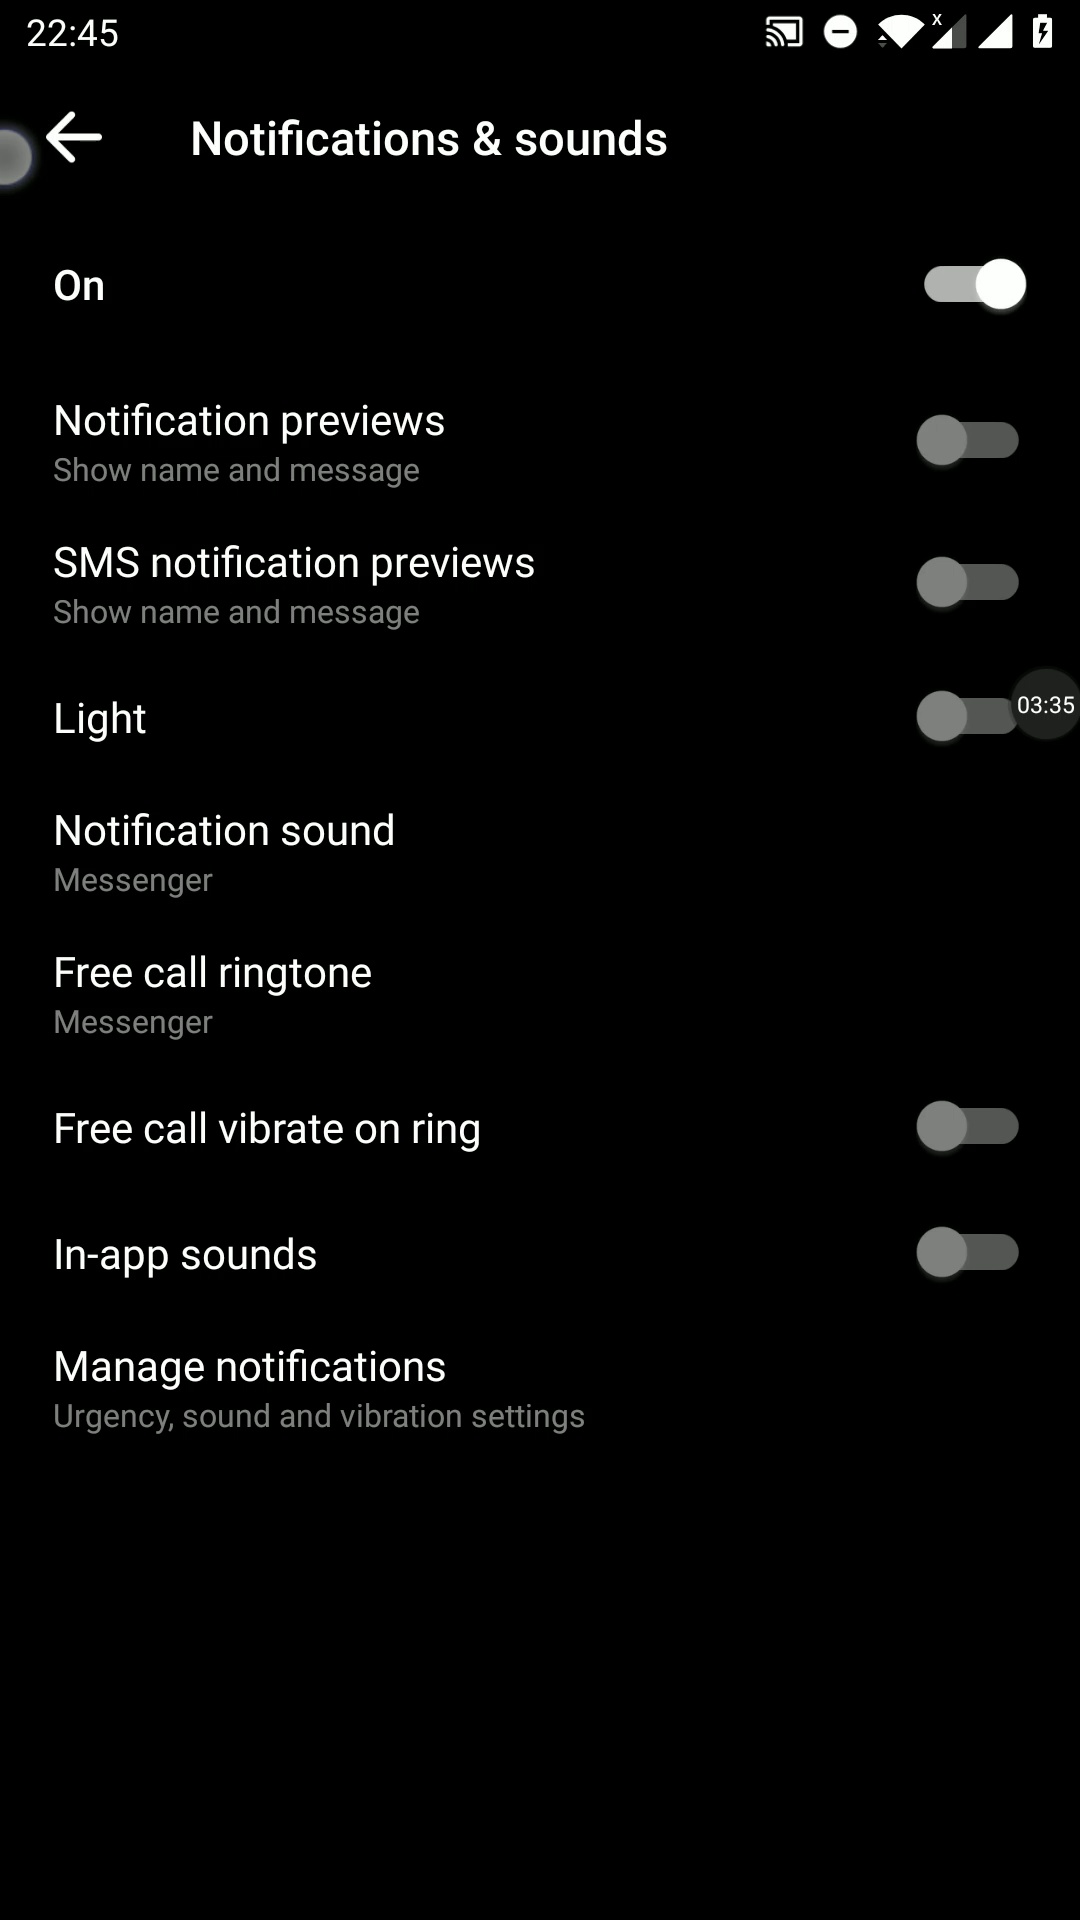 22:45
x
Notifications & sounds
On
Notification previews
Show name and message
SMS notification previews
Show name and message
Light
03:35
Notification sound
Messenger
Free call ringtone
Messenger
Free call vibrate on ring
In-app sounds
Manage notifications
Urgency, sound and vibration settings